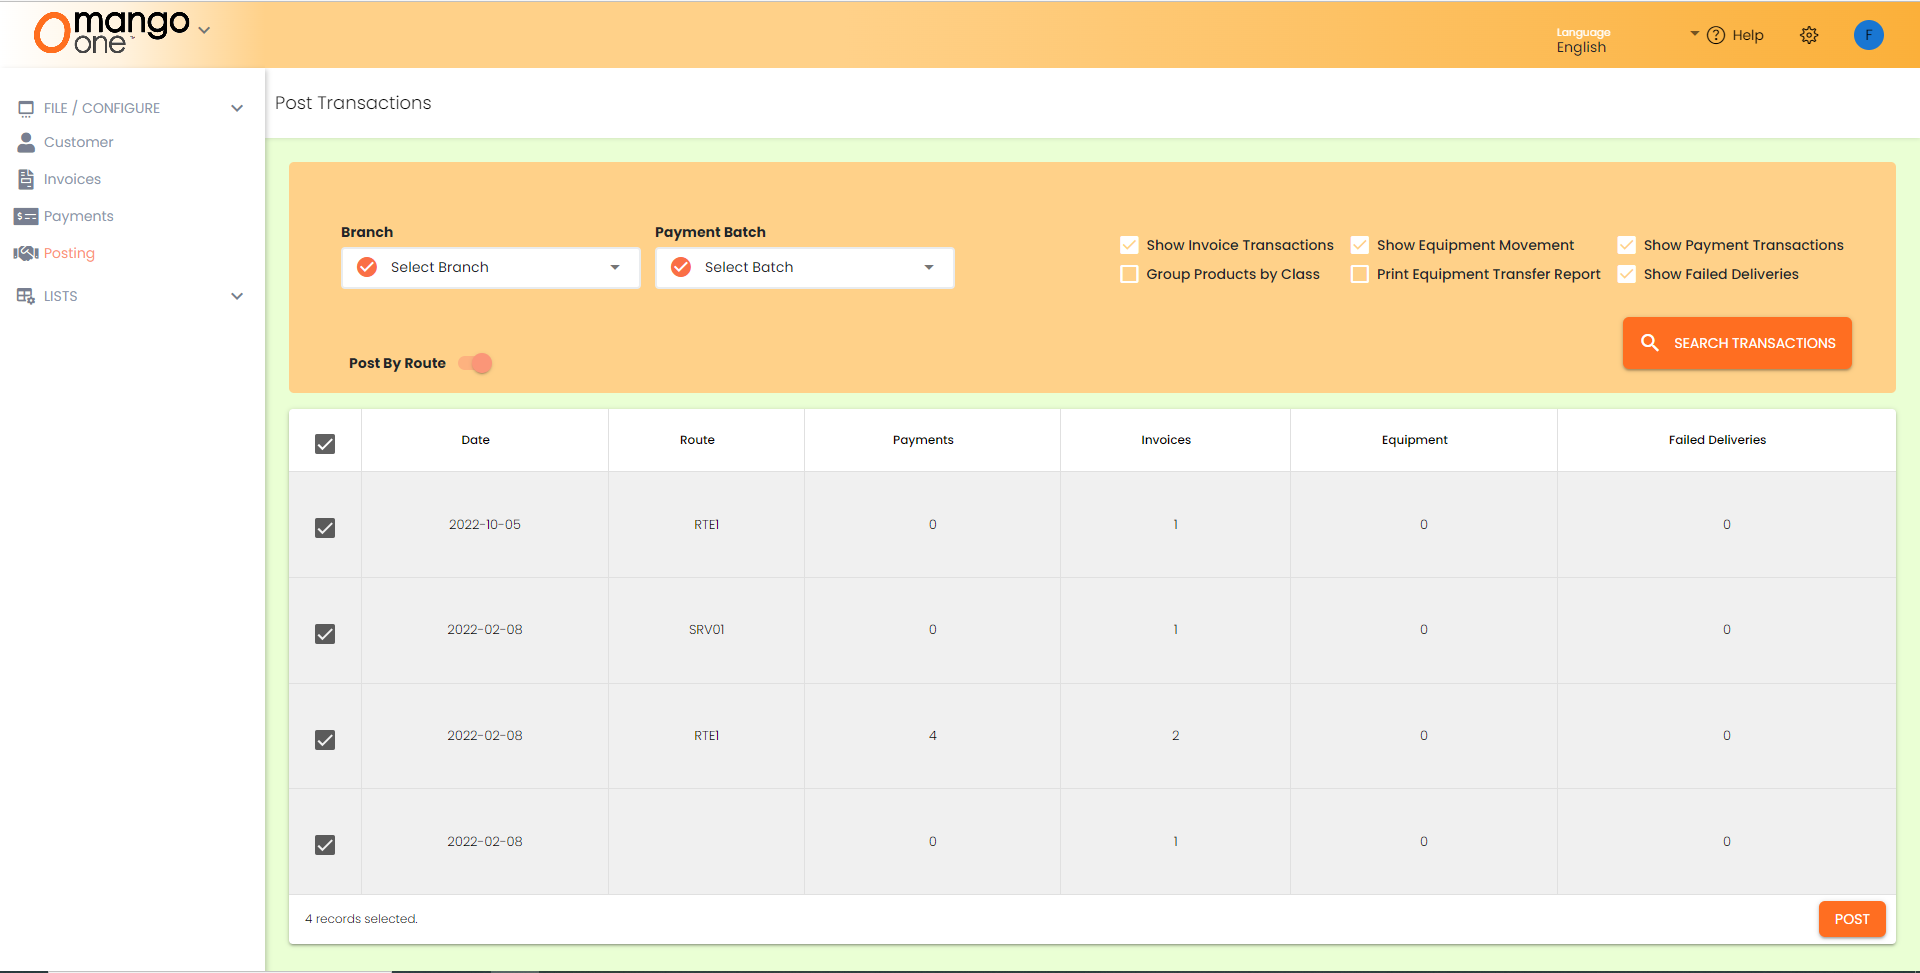 mango
one
Language
English
Help
F
FILE / CONFIGURE
Customer
Invoices
Payments
Posting
LISTS
Post Transactions
Branch
Payment Batch
Select Branch
Select Batch
Show Invoice Transactions
Show Equipment Movement
Show Payment Transactions
Group Products by Class
Print Equipment Transfer Report
Show Failed Deliveries
Post By Route
SEARCH TRANSACTIONS
Date Route Payments Invoices Equipment Failed Deliveries
2022-10-05 RTE1 0 1 0 0
2022-02-08 SRV01 0 1 0 0
2022-02-08 RTE1 4 2 0 0
2022-02-08 0 1 0 0
4 records selected.
POST